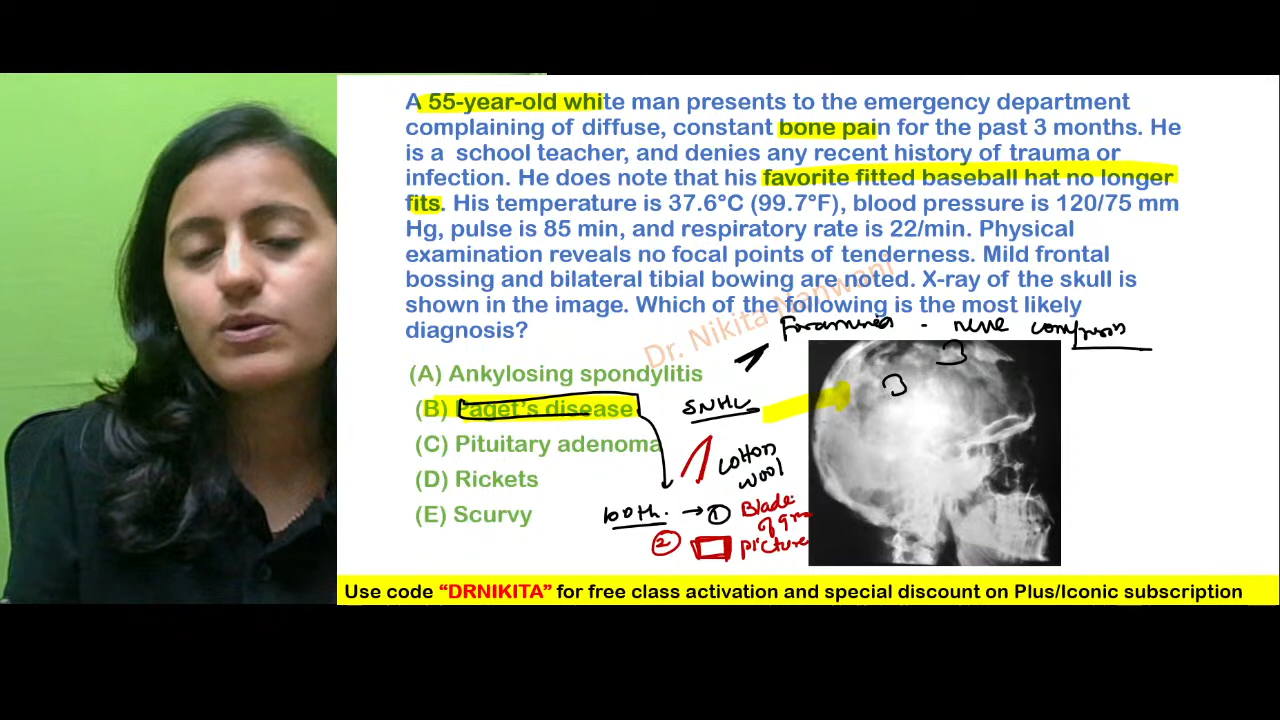 A 55-year-old white man presents to the emergency department
complaining of diffuse, constant bone pain for the past 3 months. He
is a school teacher, and denies any recent history of trauma or
infection. He does note that his favorite fitted baseball hat no longer
fits. His temperature is 37.6°C (99.7°F), blood pressure is 120/75 mm
Hg, pulse is 85 min, and respiratory rate is 22/min. Physical
examination reveals no focal points of tenderness. Mild frontal
bossing and bilateral tibial bowing are noted. X-ray of the skull is
shown in the image. Which of the following is the most likely
diagnosis?
Dr. Nikita Nanwani
(A) Ankylosing spondylitis
(B) Paget's disease
(C) Pituitary adenoma
(D) Rickets
(E) Scurvy
SNHL
cotton
wool
→ ① Blade
② picture
Use code “DRNIKITA” for free class activation and special discount on Plus/Iconic subscription